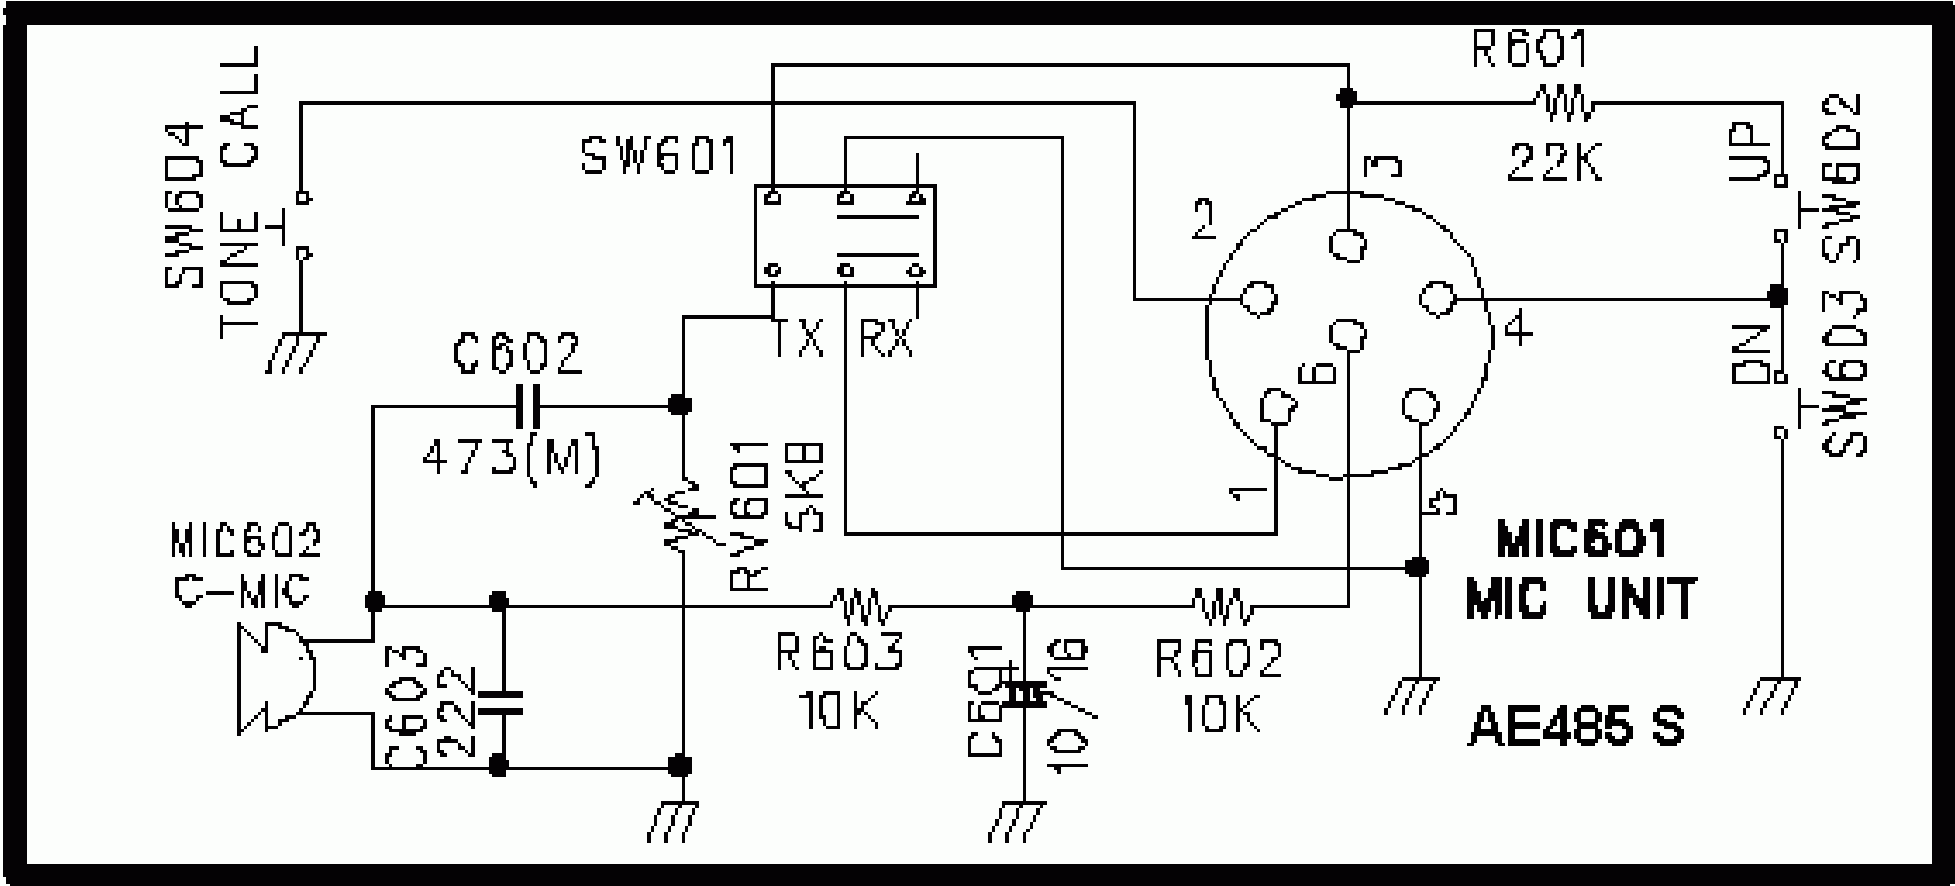 R601
22K
SW604
TONE CALL
SW601
UP
SW602
3
2
4
6
1
5
TX RX
DN
SW603
C602
473(M)
RV601
5KB
MIC602
C-MIC
C603
222
R603
10K
C601
10 / 16
+
R602
10K
MIC601
MIC UNIT
AE485 S